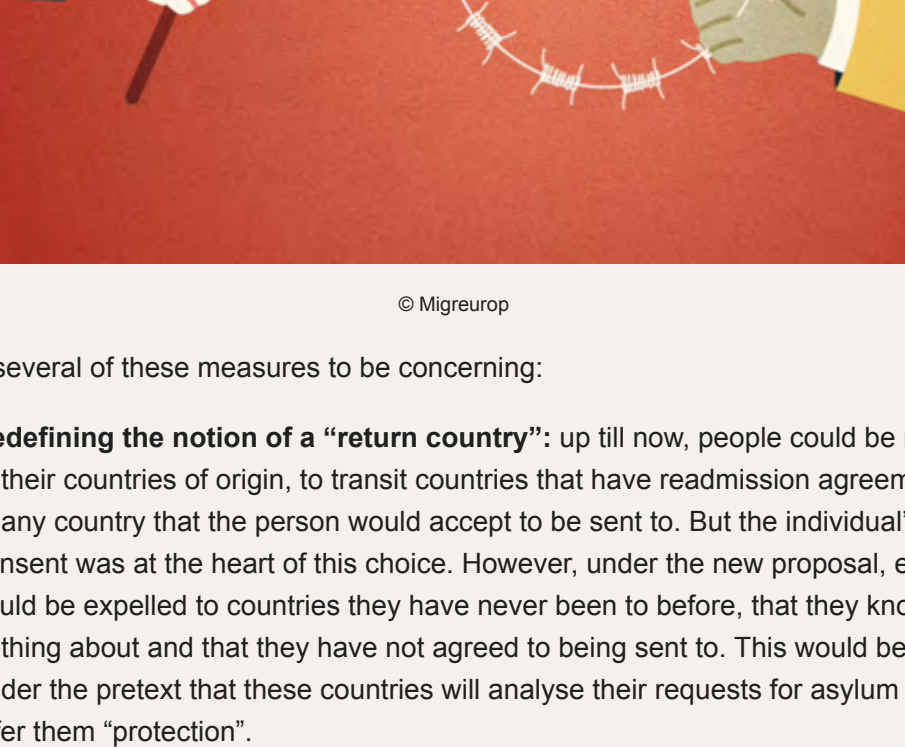 © Migreurop
several of these measures to be concerning:
edefining the notion of a “return country”: up till now, people could be
their countries of origin, to transit countries that have readmission agreem
any country that the person would accept to be sent to. But the individual’
nsent was at the heart of this choice. However, under the new proposal, e
uld be expelled to countries they have never been to before, that they kno
thing about and that they have not agreed to being sent to. This would be
der the pretext that these countries will analyse their requests for asylum
fer them “protection”.